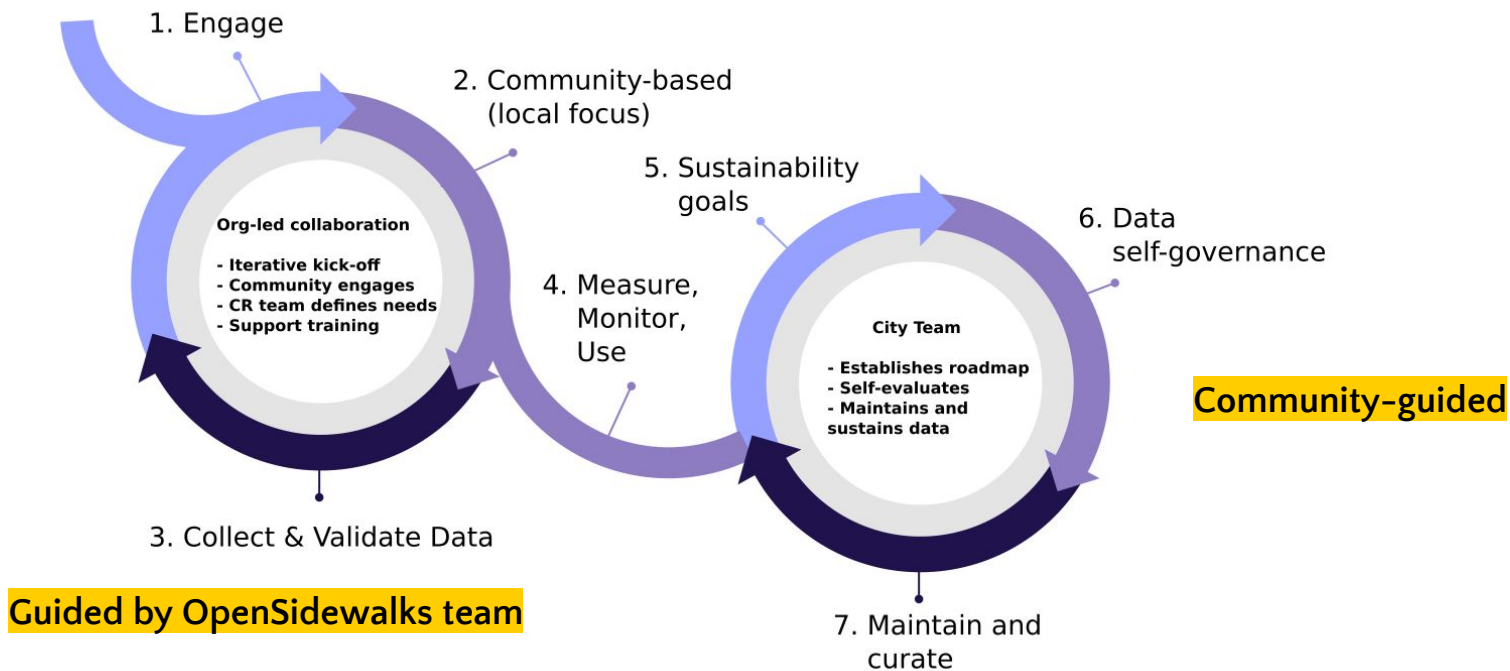 1. Engage
2. Community-based
(local focus)
Org-led collaboration
- Iterative kick-off
- Community engages
- CR team defines needs
- Support training
3. Collect & Validate Data
Guided by OpenSidewalks team
4. Measure,
Monitor,
Use
5. Sustainability
goals
6. Data
self-governance
City Team
- Establishes roadmap
- Self-evaluates
- Maintains and
sustains data
Community-guided
7. Maintain and
curate